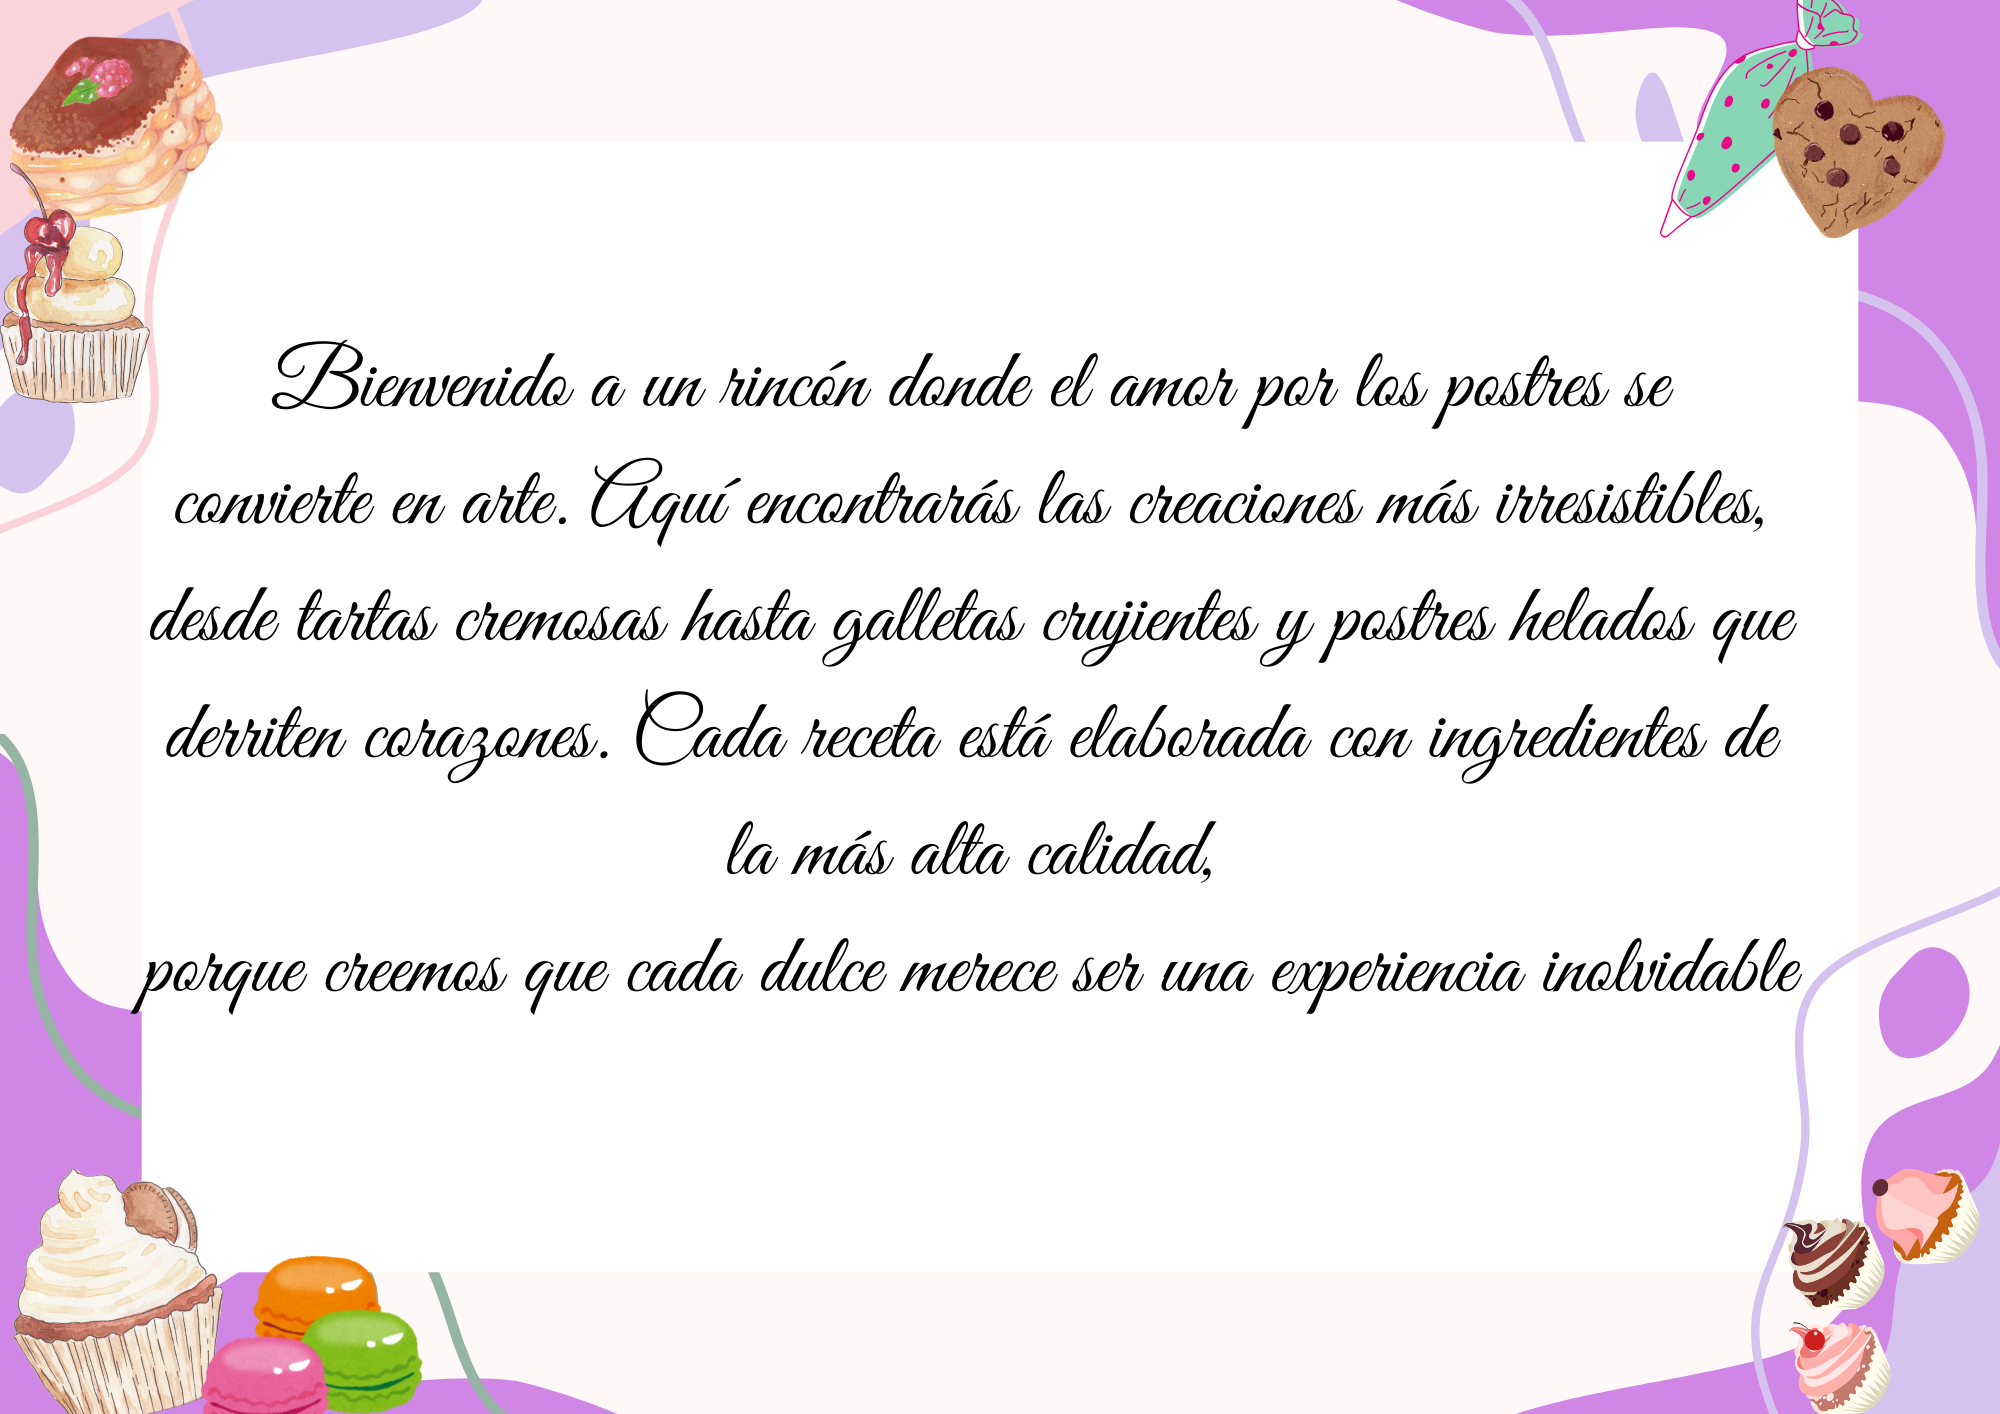 Bienvenido a un rincón donde el amor por los postres se
convierte en arte. Aquí encontrarás las creaciones más irresistibles,
desde tartas cremosas hasta galletas crujientes y postres helados que
derriten corazones. Cada receta está elaborada con ingredientes de
la más alta calidad,
porque creemos que cada dulce merece ser una experiencia inolvidable